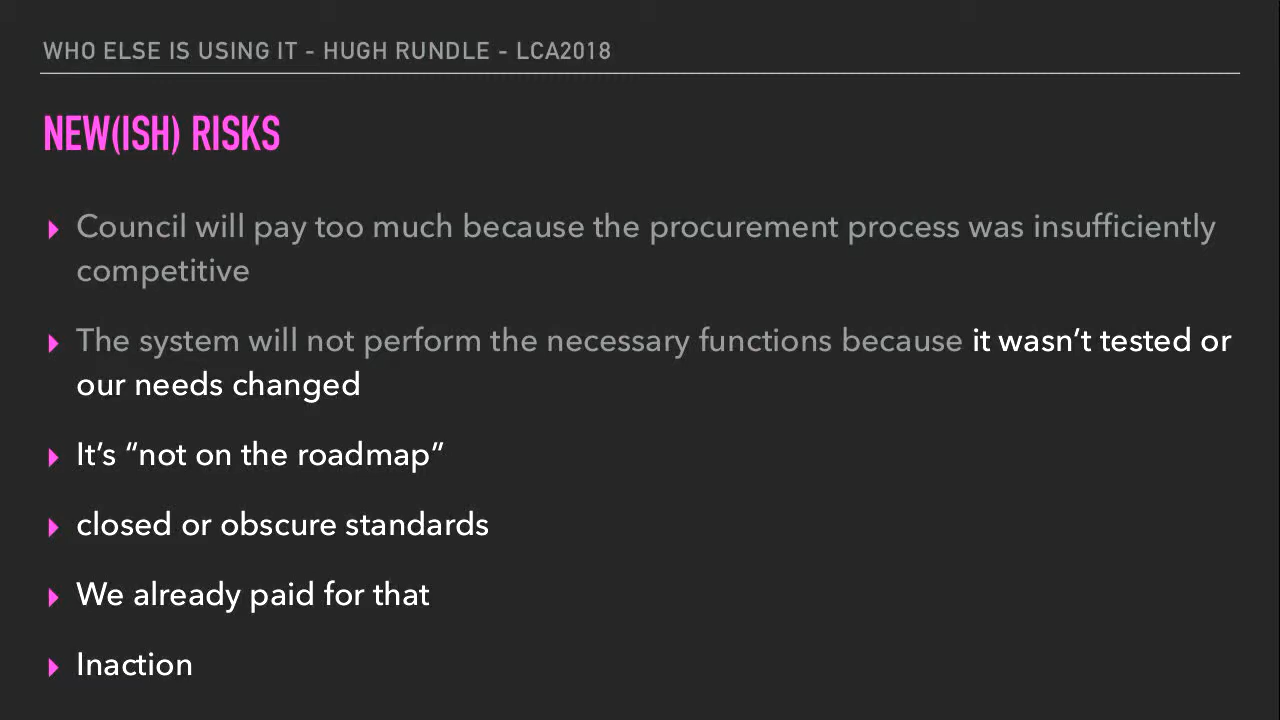 WHO ELSE IS USING IT - HUGH RUNDLE - LCA2018
NEW(ISH) RISKS
Council will pay too much because the procurement process was insufficiently
competitive
The system will not perform the necessary functions because it wasn’t tested or
our needs changed
It’s “not on the roadmap”
closed or obscure standards
We already paid for that
Inaction